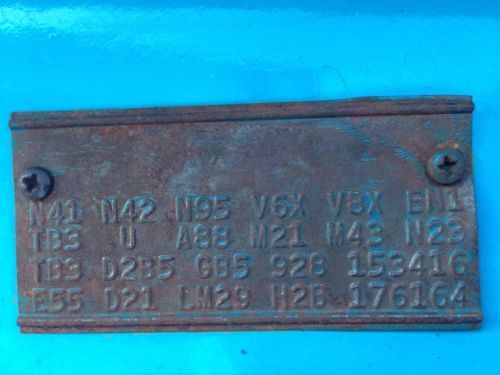 N41 N42 N95 V6X V8X EN1
TB3 U A88 M21 M43 N23
TB3 D2B5 GB5 928 153416
E55 D21 LM29 H2B 176164